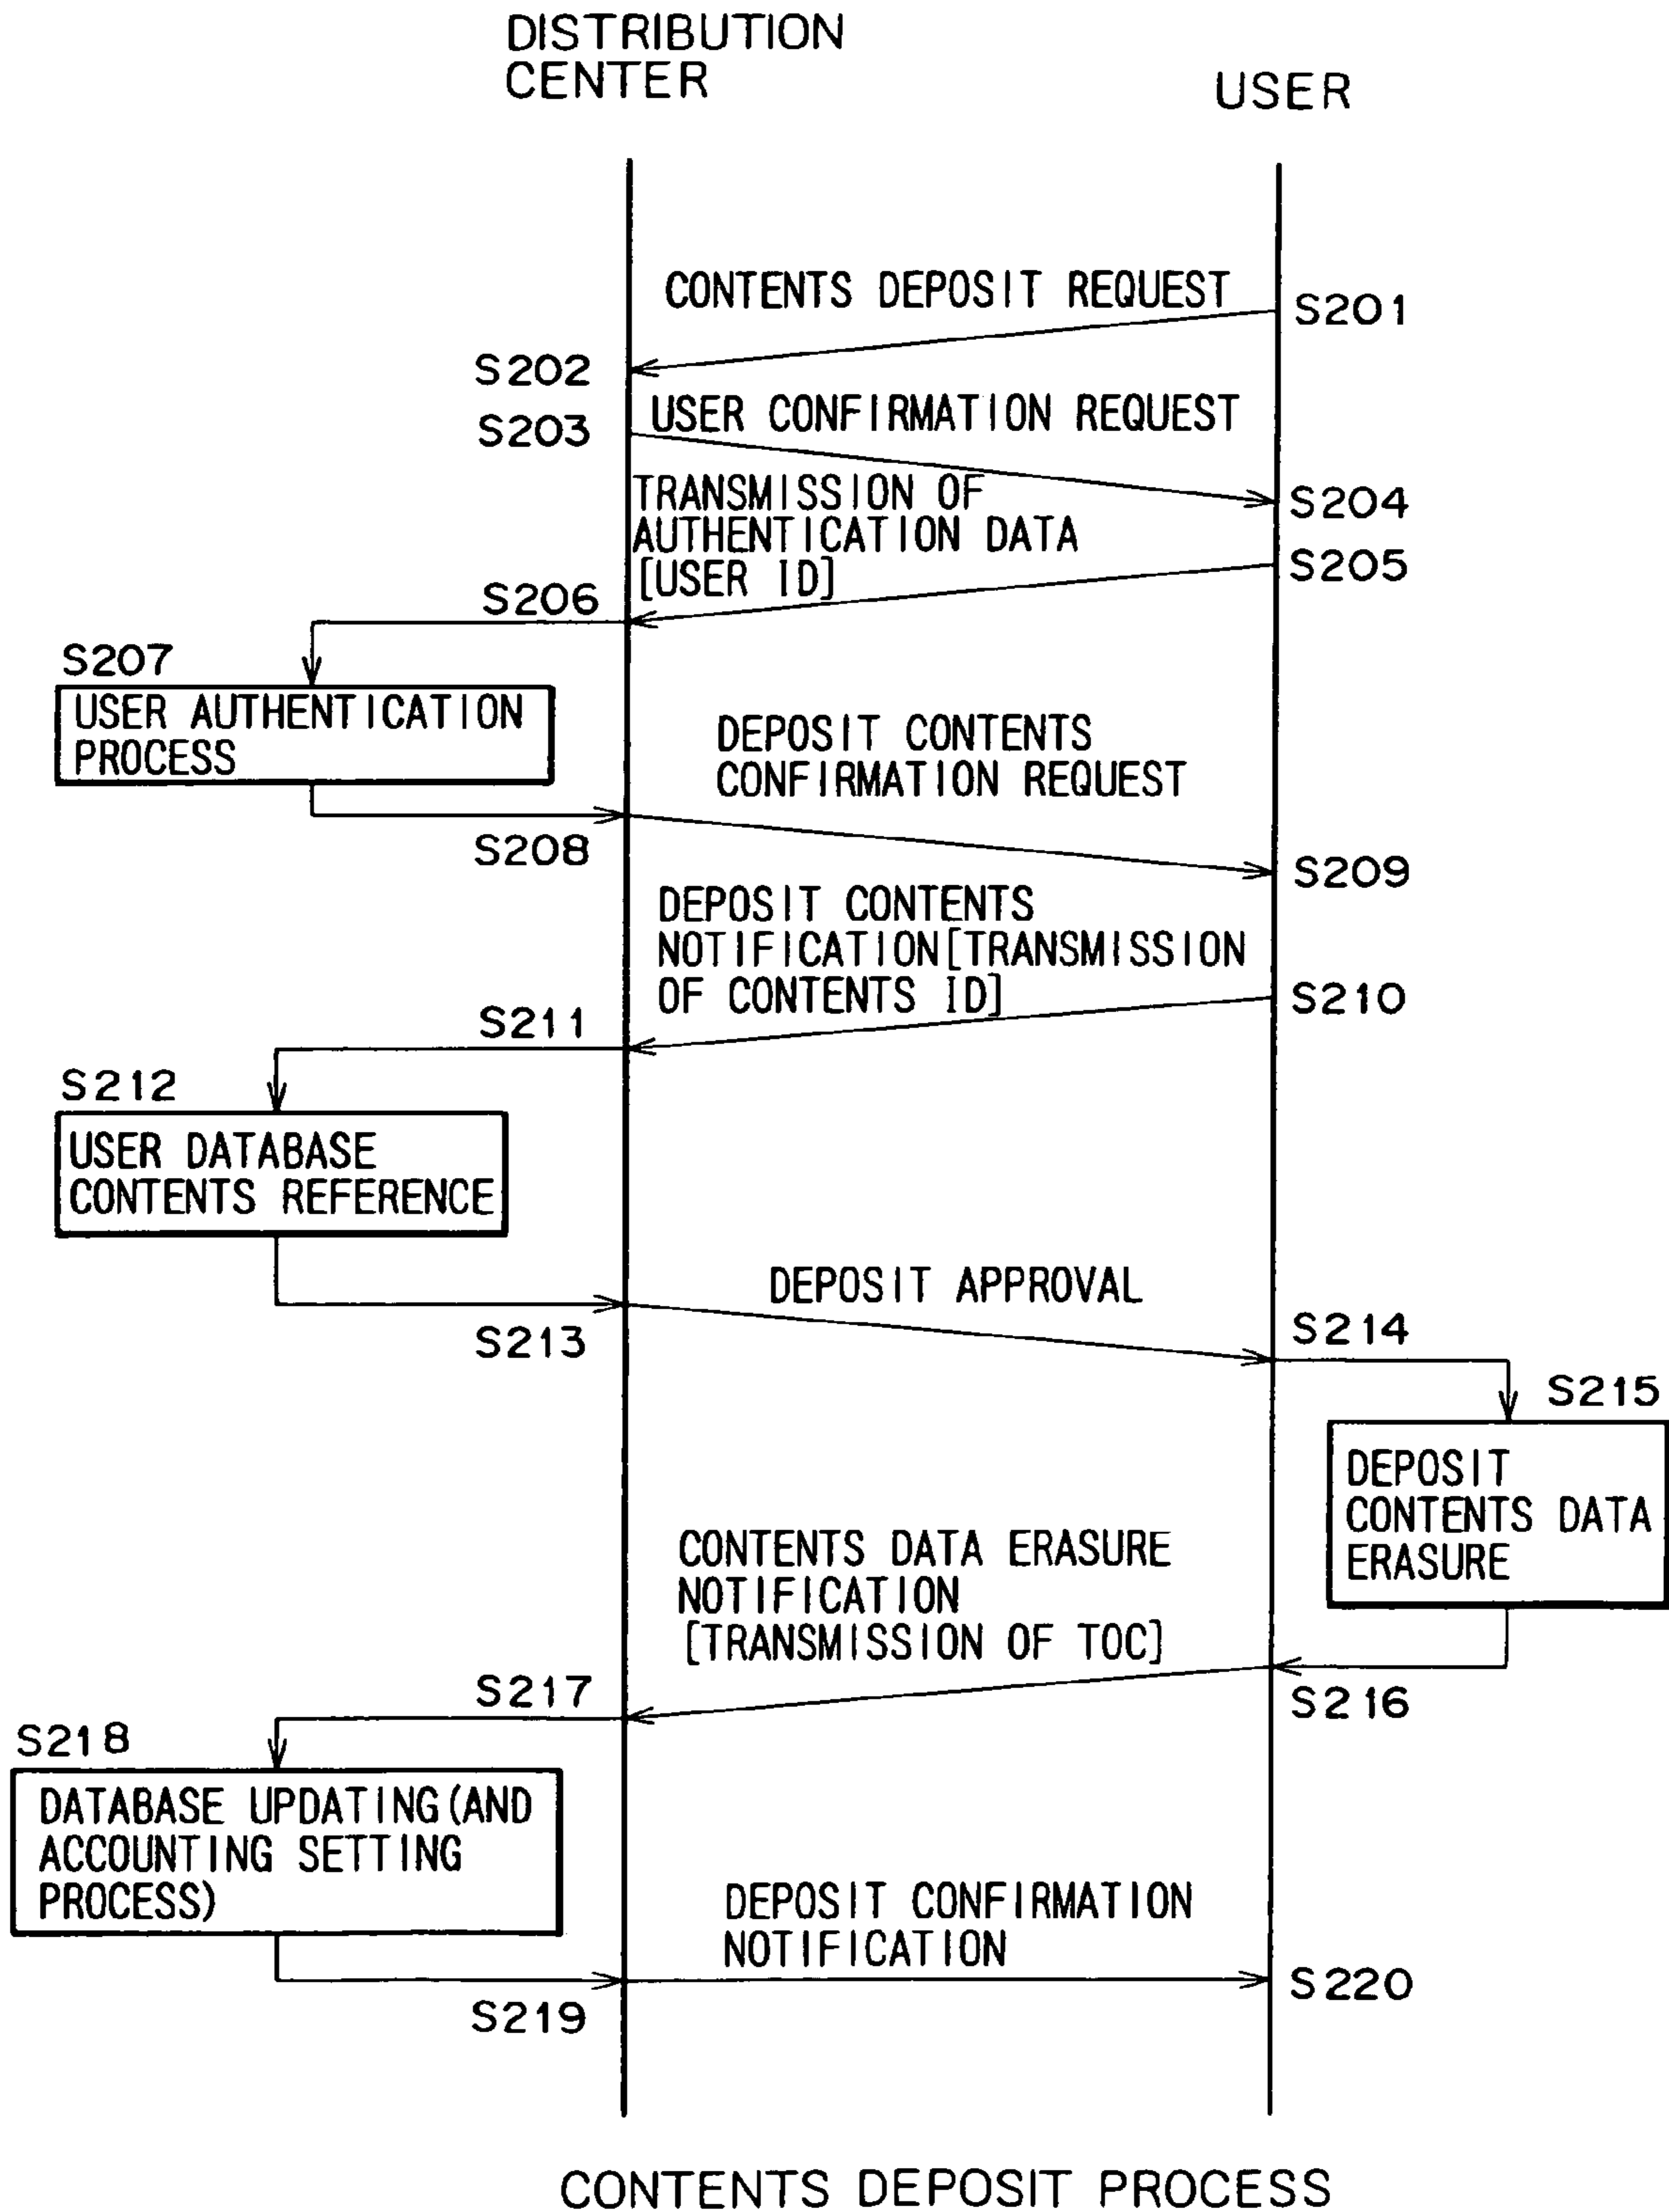 DISTRIBUTION
CENTER
USER
CONTENTS DEPOSIT REQUEST
S201
S202
USER CONFIRMATION REQUEST
S203
TRANSMISSION OF
S204
AUTHENTICATION DATA
S205
[USER ID]
S206
S207
USER AUTHENTICATION
PROCESS
DEPOSIT CONTENTS
CONFIRMATION REQUEST
S208
S209
DEPOSIT CONTENTS
NOTIFICATION[TRANSMISSION
OF CONTENTS ID]
S210
S211
S212
USER DATABASE
CONTENTS REFERENCE
DEPOSIT APPROVAL
S213
S214
S215
DEPOSIT
CONTENTS DATA
ERASURE
CONTENTS DATA ERASURE
NOTIFICATION
[TRANSMISSION OF TOC]
S216
S217
S218
DATABASE UPDATING(AND
ACCOUNTING SETTING
PROCESS)
DEPOSIT CONFIRMATION
NOTIFICATION
S219
S220
CONTENTS DEPOSIT PROCESS